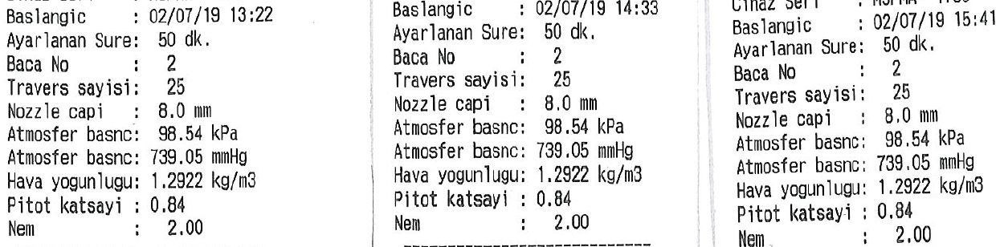 Baslangic : 02/07/19 13:22
Ayarlanan Sure: 50 dk.
Baca No : 2
Travers sayisi: 25
Nozzle capi : 8.0 mm
Atmosfer basnc: 98.54 kPa
Atmosfer basnc: 739.05 mmHg
Hava yogunlugu: 1.2922 kg/m3
Pitot katsayi : 0.84
Nem : 2.00
Baslangic : 02/07/19 14:33
Ayarlanan Sure: 50 dk.
Baca No : 2
Travers sayisi: 25
Nozzle capi : 8.0 mm
Atmosfer basnc: 98.54 kPa
Atmosfer basnc: 739.05 mmHg
Hava yogunlugu: 1.2922 kg/m3
Pitot katsayi : 0.84
Nem : 2.00
Cihaz Seri :
Baslangic : 02/07/19 15:41
Ayarlanan Sure: 50 dk.
Baca No : 2
Travers sayisi: 25
Nozzle capi : 8.0 mm
Atmosfer basnc: 98.54 kPa
Atmosfer basnc: 739.05 mmHg
Hava yogunlugu: 1.2922 kg/m3
Pitot katsayi : 0.84
Nem : 2.00